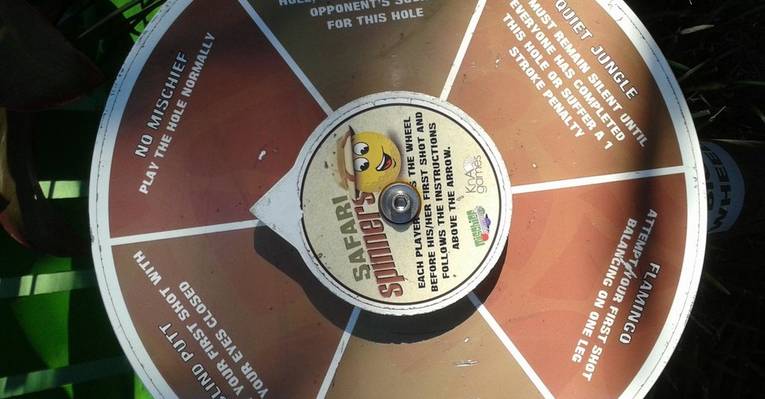 OPPONENT'S
FOR THIS HOLE
QUIET JUNGLE
MUST REMAIN SILENT UNTIL
EVERYONE HAS COMPLETED
THIS HOLE OR SUFFER A 1
STROKE PENALTY
FLAMINGO
ATTEMPT YOUR FIRST SHOT
BALANCING ON ONE LEG
PUTT
YOUR FIRST SHOT WITH
YOUR EYES CLOSED
NO MISCHIEF
PLAY THE HOLE NORMALLY
SAFARI
spinners
EACH PLAYER THE WHEEL
BEFORE HIS/HER FIRST SHOT AND
FOLLOWS THE INSTRUCTIONS
ABOVE THE ARROW.
games